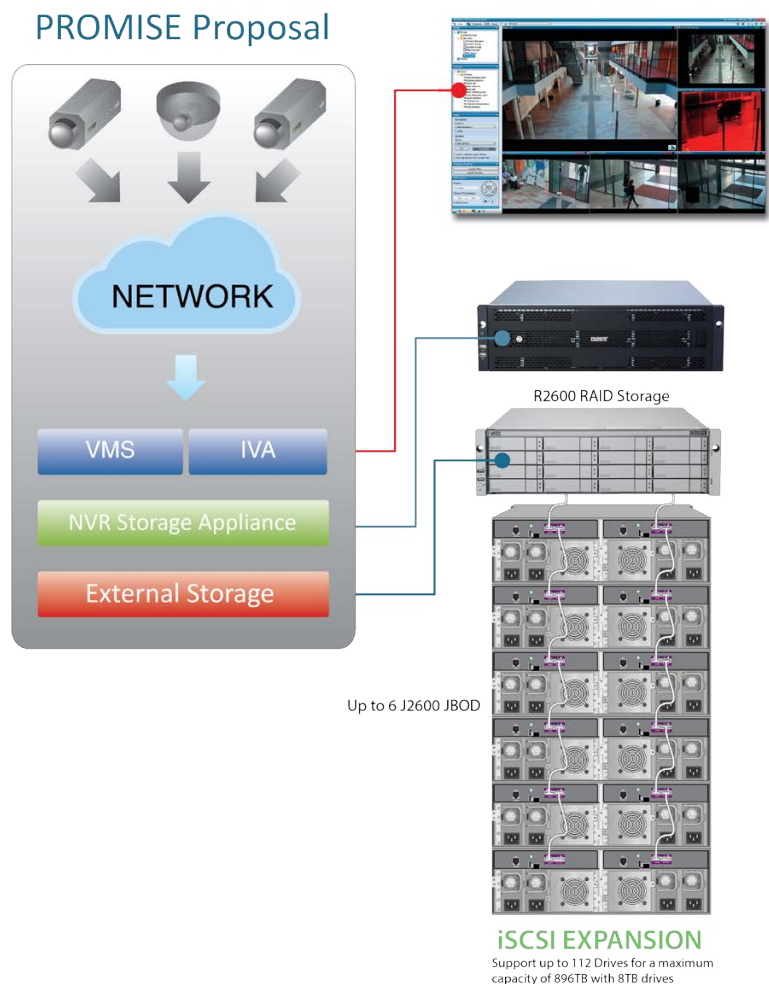 PROMISE Proposal
NETWORK
VMS
IVA
NVR Storage Appliance
External Storage
R2600 RAID Storage
Up to 6 J2600 JBOD
iSCSI EXPANSION
Support up to 112 Drives for a maximum
capacity of 896TB with 8TB drives